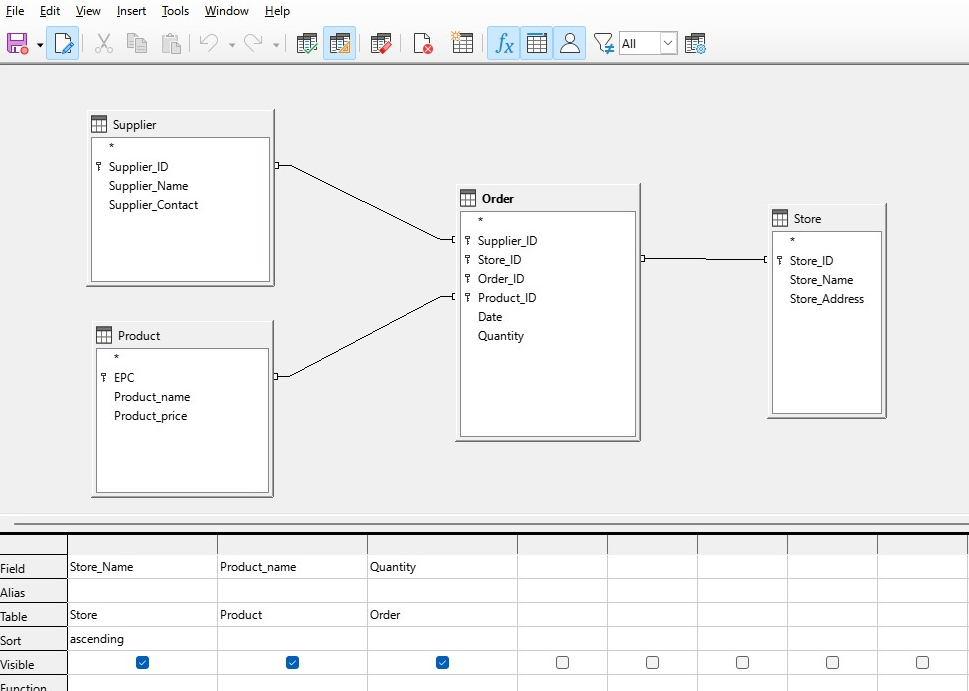 File Edit View Insert Tools Window Help
fx All
Supplier
*
Supplier_ID
Supplier_Name
Supplier_Contact
Product
*
EPC
Product_name
Product_price
Order
*
Supplier_ID
Store_ID
Order_ID
Product_ID
Date
Quantity
Store
*
Store_ID
Store_Name
Store_Address
Field Store_Name Product_name Quantity
Alias
Table Store Product Order
Sort ascending
Visible
Function